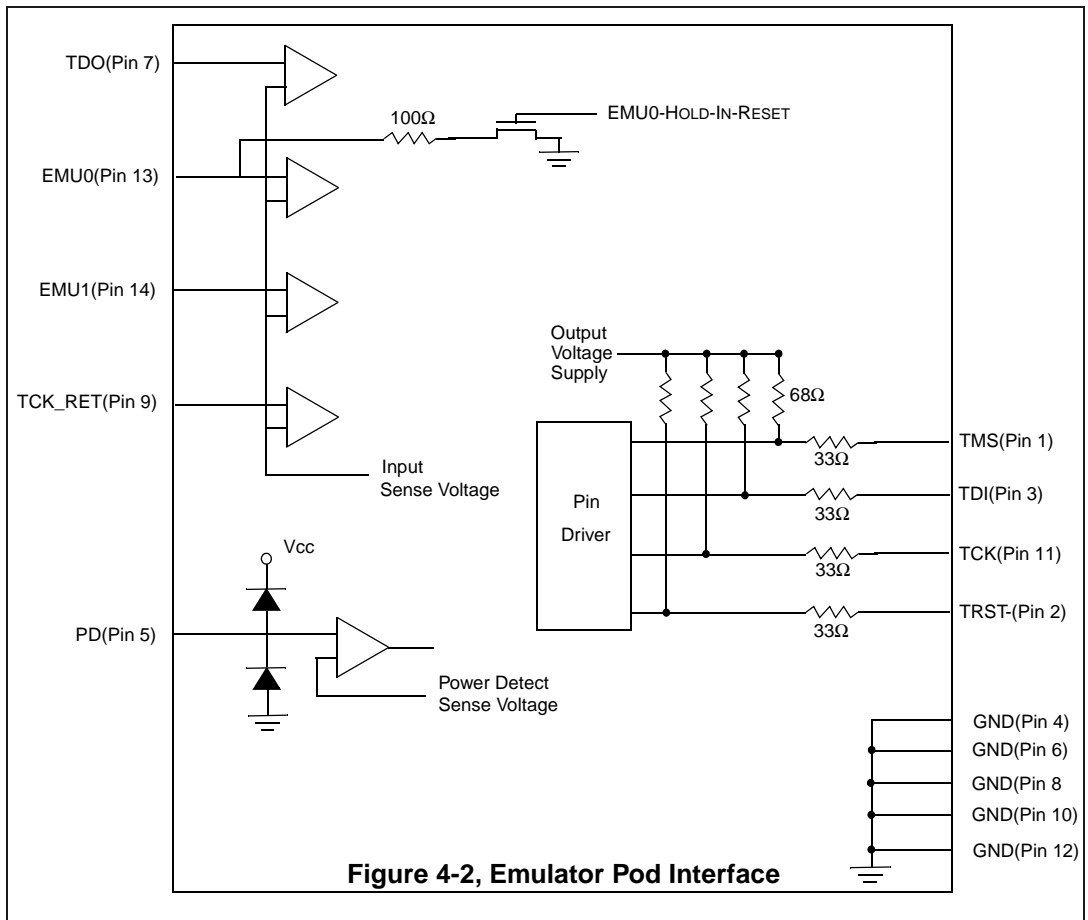 TDO(Pin 7)
EMU0-HOLD-IN-RESET
100Ω
EMU0(Pin 13)
EMU1(Pin 14)
Output
Voltage
Supply
TCK_RET(Pin 9)
68Ω
TMS(Pin 1)
33Ω
Input
Sense Voltage
TDI(Pin 3)
33Ω
Pin
Driver
TCK(Pin 11)
33Ω
Vcc
TRST-(Pin 2)
33Ω
PD(Pin 5)
Power Detect
Sense Voltage
GND(Pin 4)
GND(Pin 6)
GND(Pin 8
GND(Pin 10)
GND(Pin 12)
Figure 4-2, Emulator Pod Interface